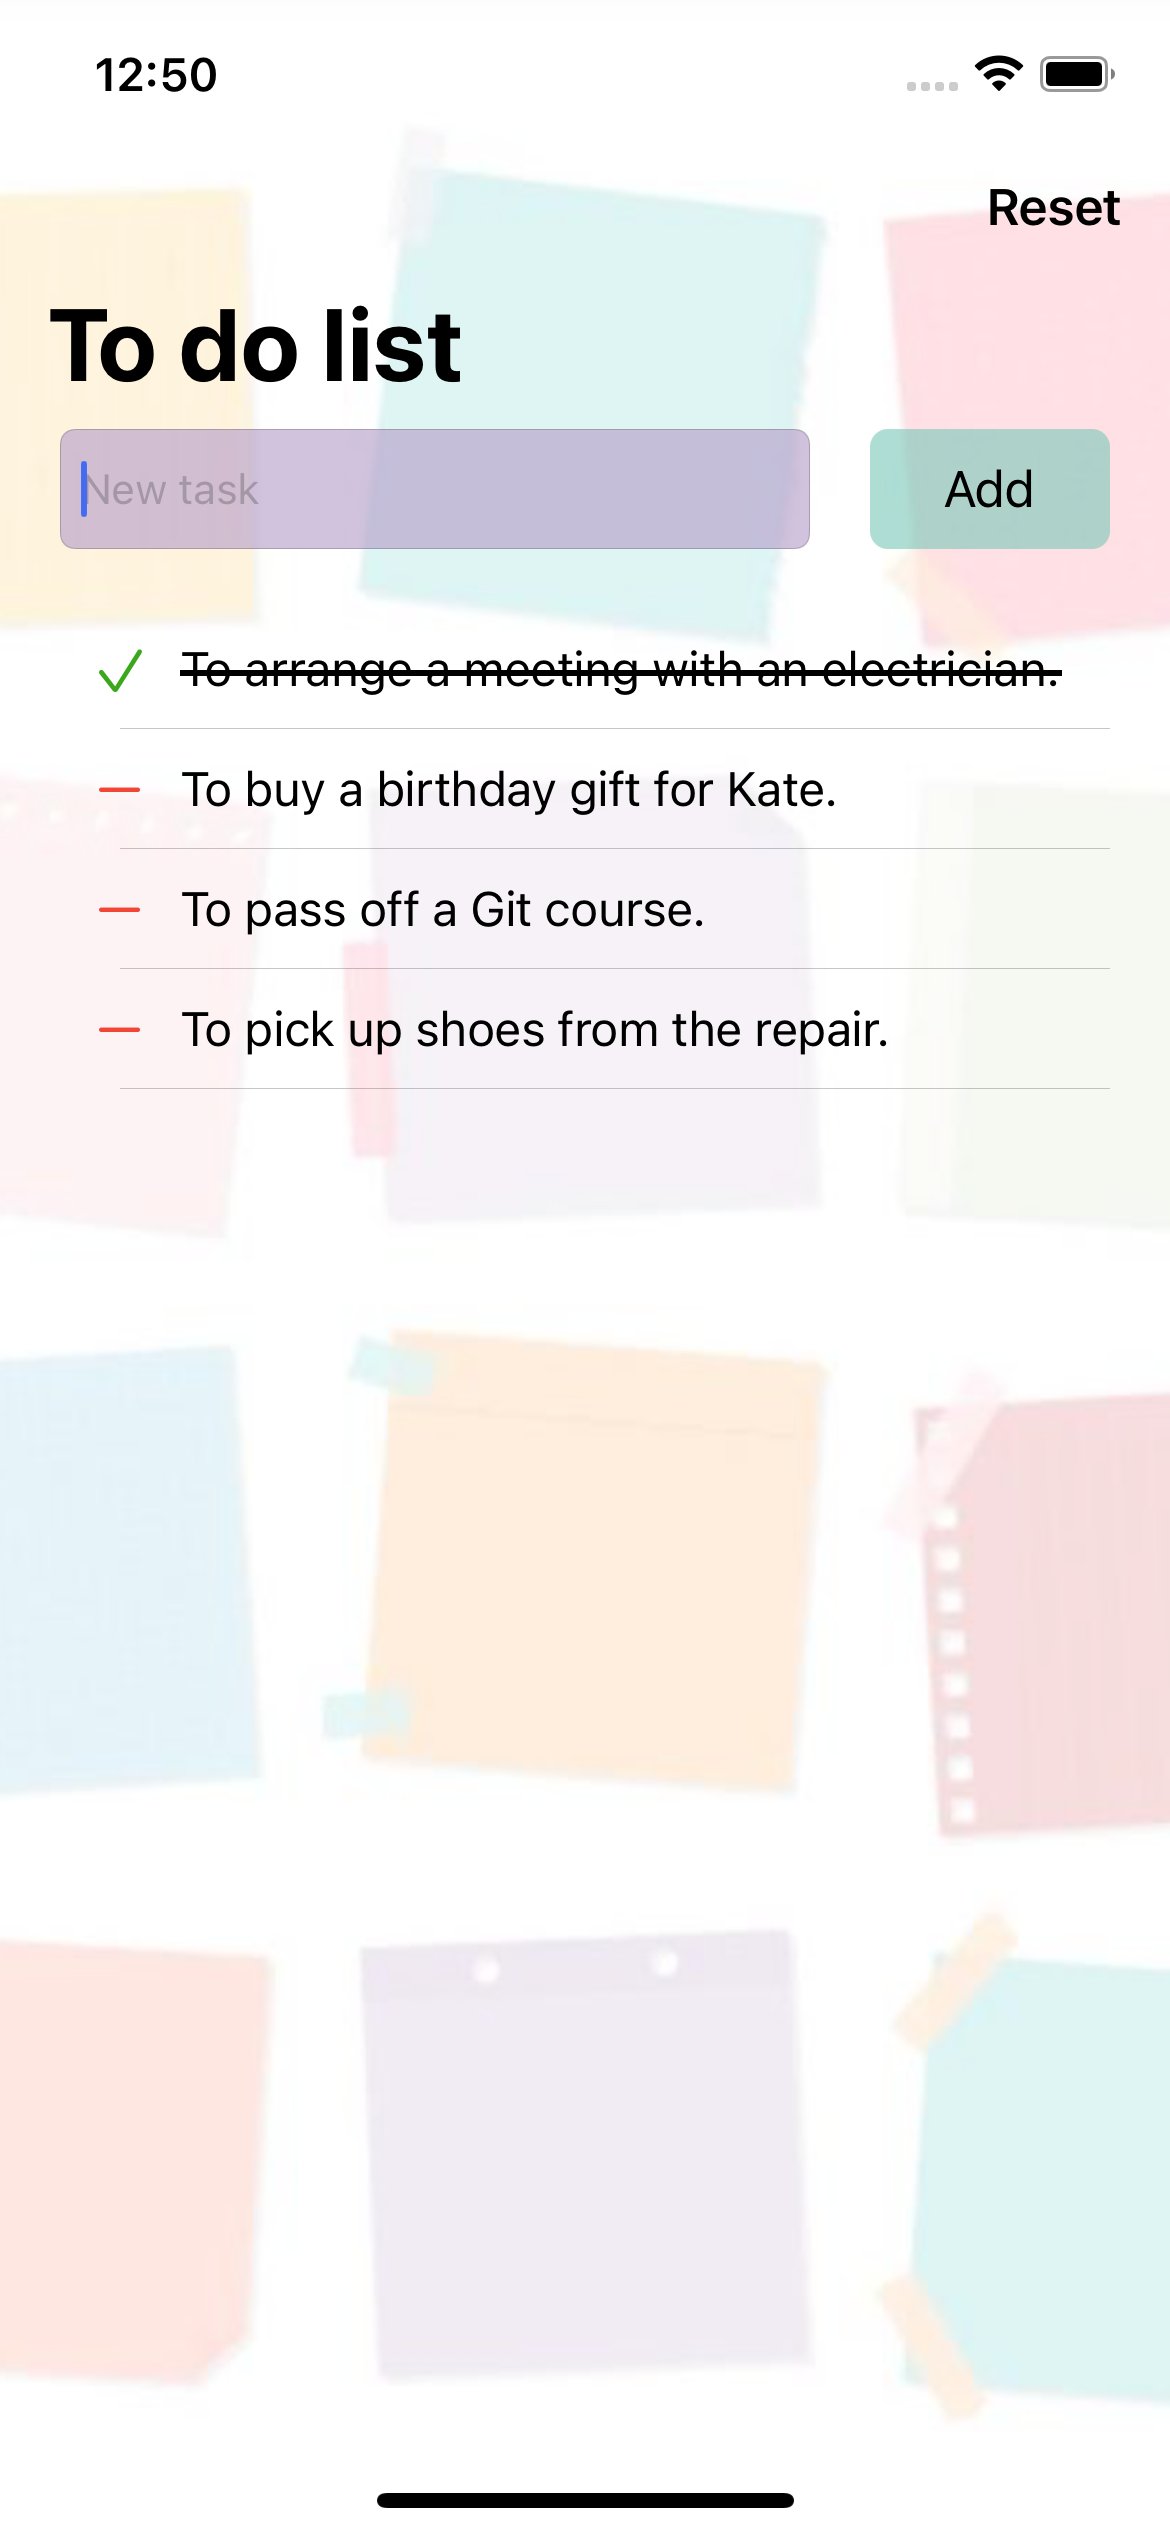 12:50
Reset
To do list
New task
Add
To arrange a meeting with an electrician.
To buy a birthday gift for Kate.
To pass off a Git course.
To pick up shoes from the repair.